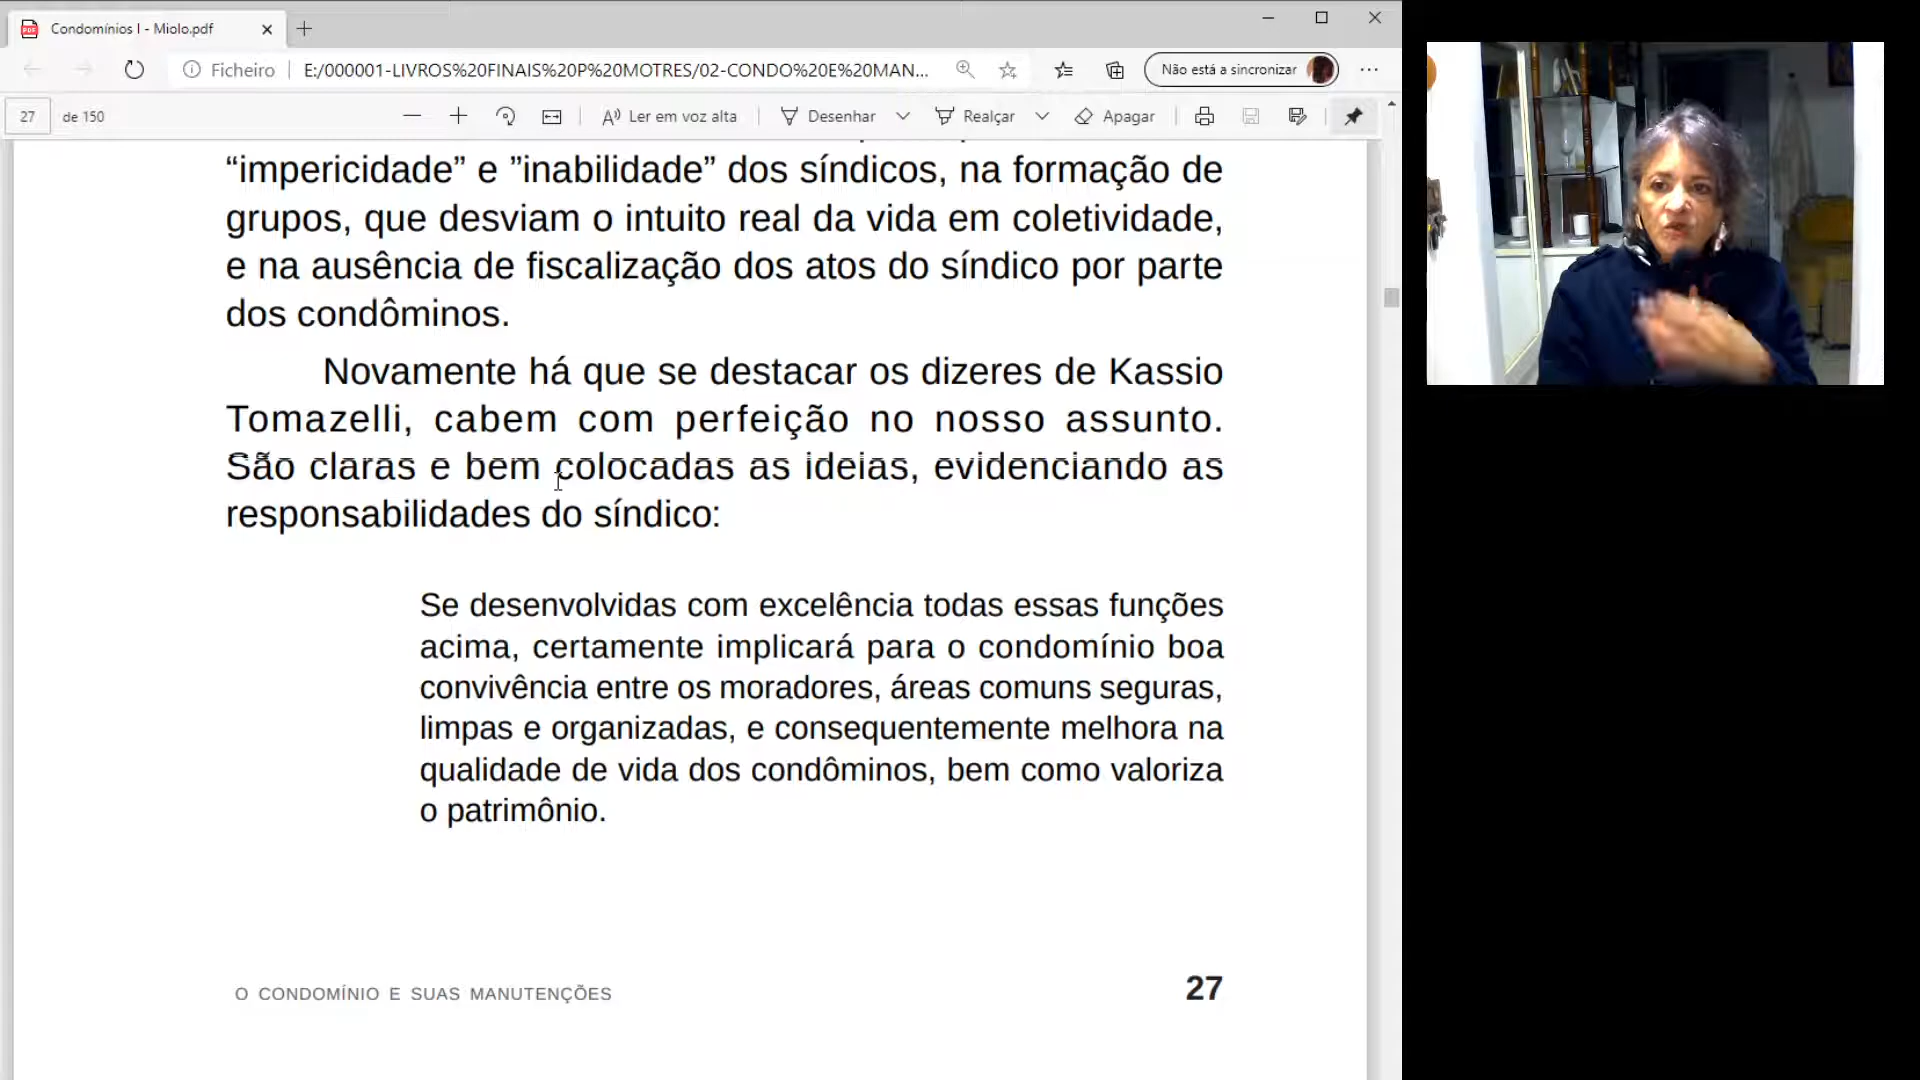 Condomínios I - Miolo.pdf
Ficheiro
E:/000001-LIVROS%20FINAIS%20P%20MOTRES/02-CONDO%20E%20MAN...
Não está a sincronizar
27 de 150
Ler em voz alta
Desenhar
Realçar
Apagar
“impericidade” e ”inabilidade” dos síndicos, na formação de
grupos, que desviam o intuito real da vida em coletividade,
e na ausência de fiscalização dos atos do síndico por parte
dos condôminos.
Novamente há que se destacar os dizeres de Kassio
Tomazelli, cabem com perfeição no nosso assunto.
São claras e bem colocadas as ideias, evidenciando as
responsabilidades do síndico:
Se desenvolvidas com excelência todas essas funções
acima, certamente implicará para o condomínio boa
convivência entre os moradores, áreas comuns seguras,
limpas e organizadas, e consequentemente melhora na
qualidade de vida dos condôminos, bem como valoriza
o patrimônio.
O CONDOMÍNIO E SUAS MANUTENÇÕES
27